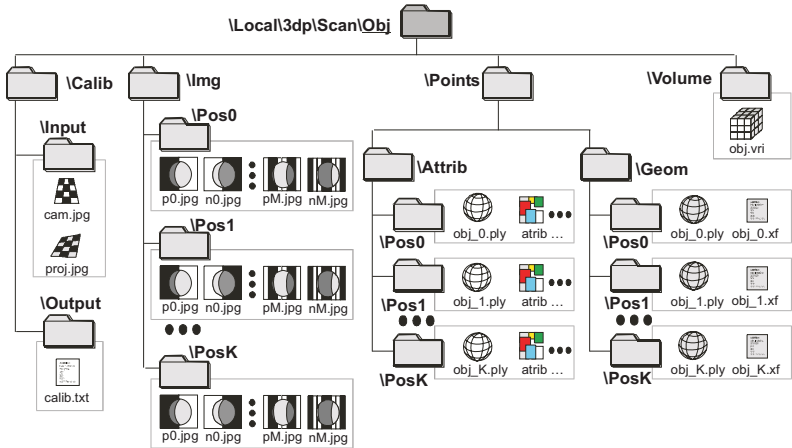 \Local\3dp\Scan\Obj
\Calib
\Img
\Points
\Volume
obj.vri
\Input
cam.jpg
proj.jpg
\Output
calib.txt
\Pos0
p0.jpg n0.jpg pM.jpg nM.jpg
\Pos1
p0.jpg n0.jpg pM.jpg nM.jpg
\PosK
p0.jpg n0.jpg pM.jpg nM.jpg
\Attrib
\Pos0
obj_0.ply atrib ...
\Pos1
obj_1.ply atrib ...
\PosK
obj_K.ply atrib ...
\Geom
\Pos0
obj_0.ply obj_0.xf
\Pos1
obj_1.ply obj_1.xf
\PosK
obj_K.ply obj_K.xf